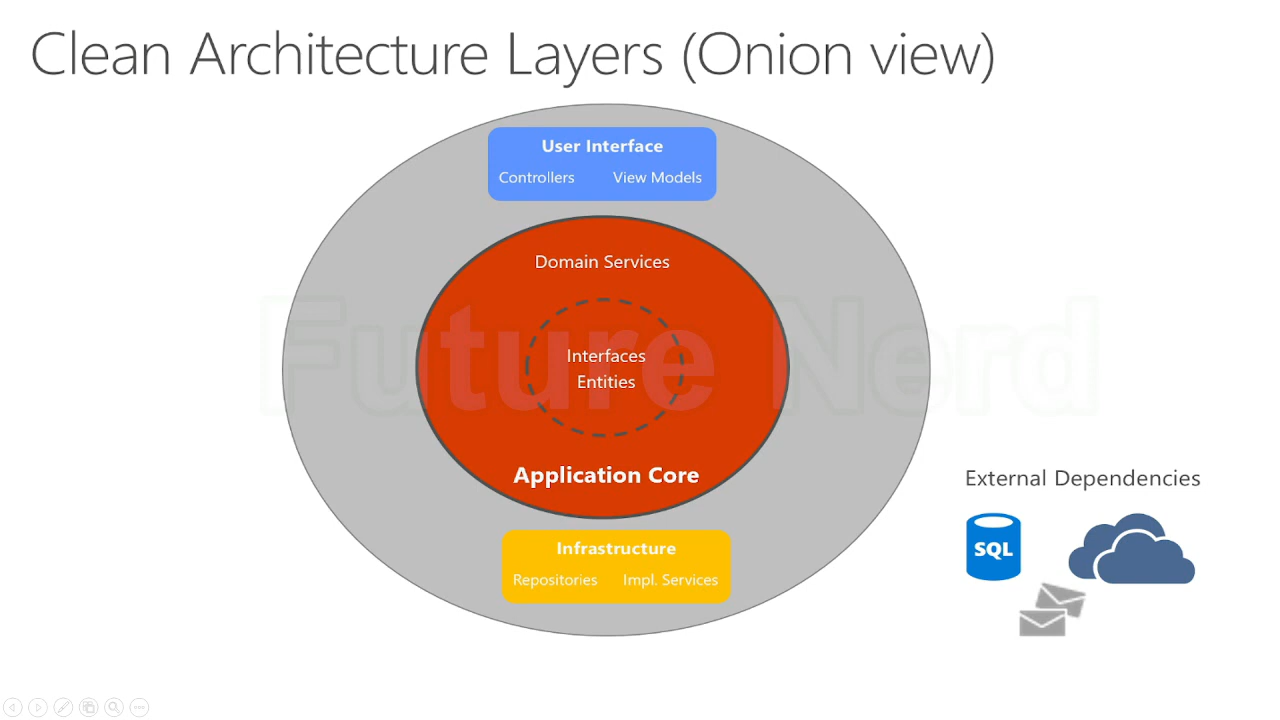 Clean Architecture Layers (Onion view)
User Interface
Controllers View Models
Domain Services
Future Nerd
Interfaces
Entities
Application Core
Infrastructure
Repositories Impl. Services
External Dependencies
SQL